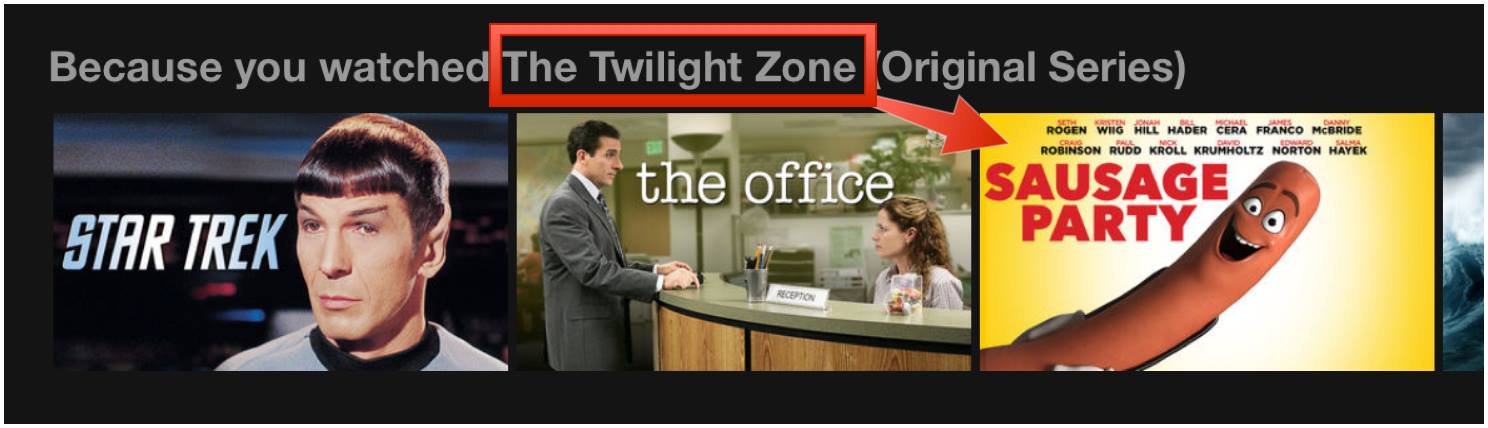 Because you watched The Twilight Zone (Original Series)
STAR TREK
the office
RECEPTION
SETH KRISTEN JONAH BILL MICHAEL JAMES DANNY
ROGEN WIIG HILL HADER CERA FRANCO McBRIDE
CRAIG PAUL NICK DAVID EDWARD SALMA
ROBINSON RUDD KROLL KRUMHOLTZ NORTON HAYEK
SAUSAGE
PARTY